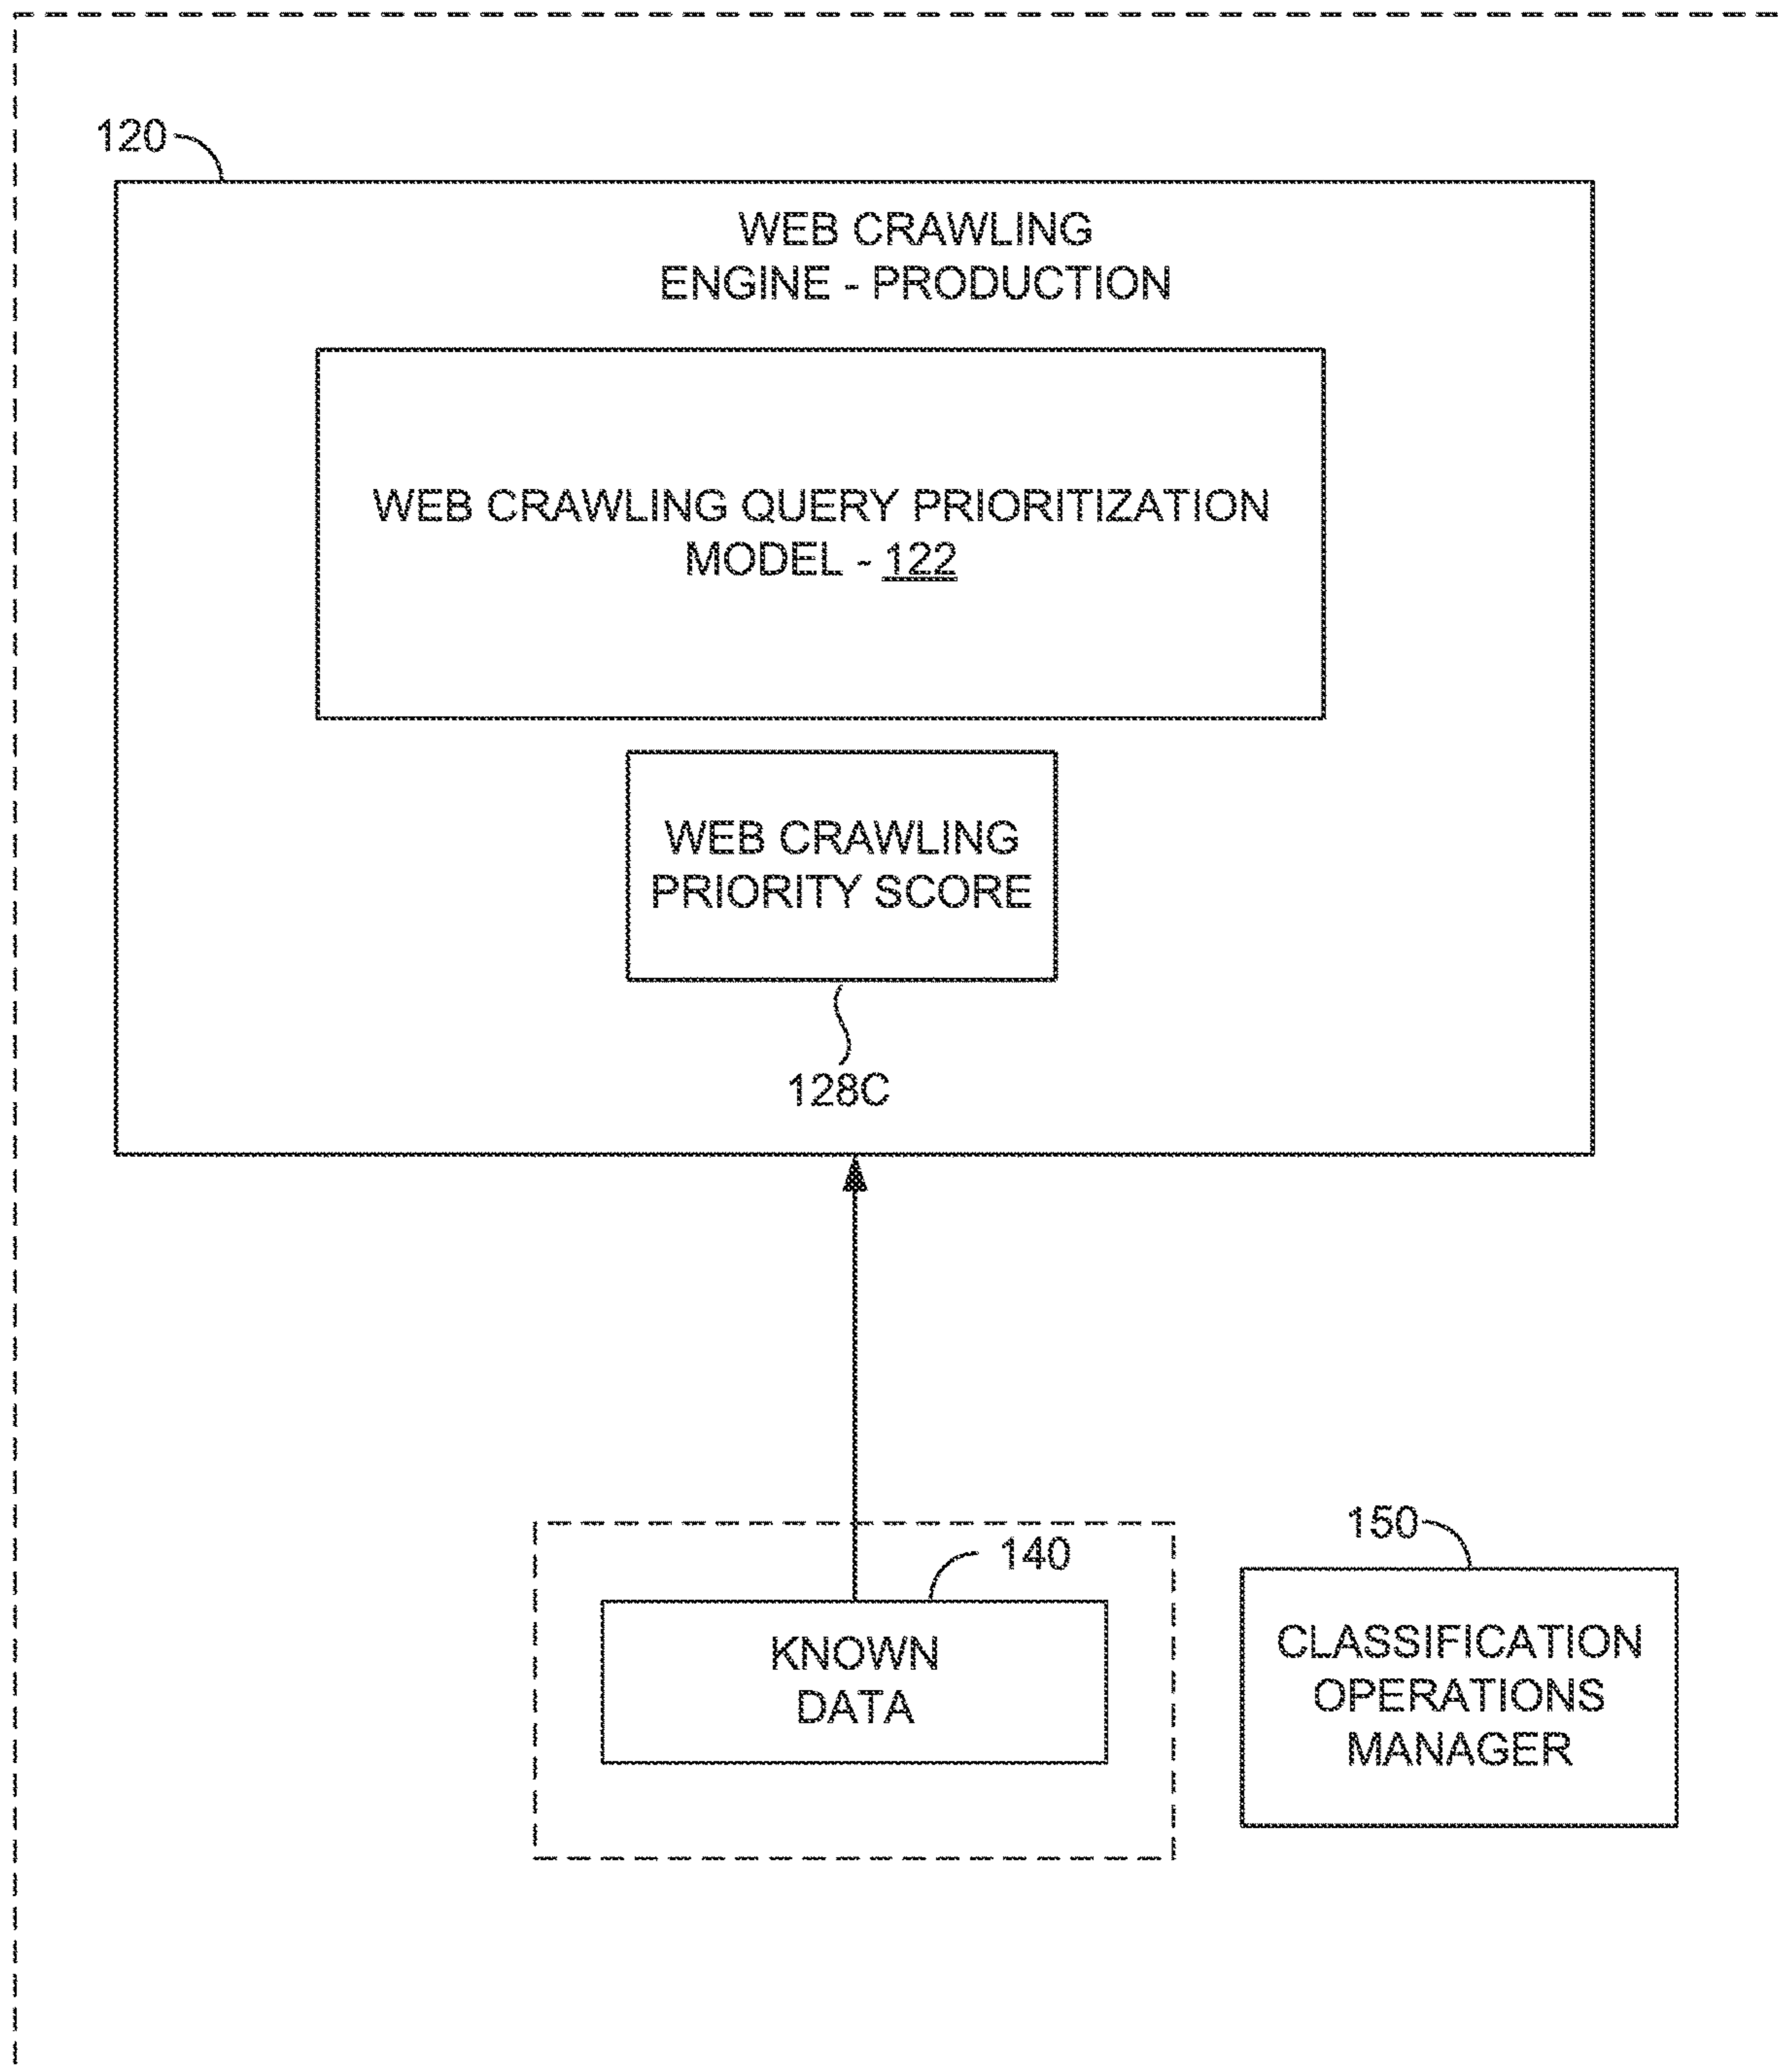 120
WEB CRAWLING
ENGINE - PRODUCTION
WEB CRAWLING QUERY PRIORITIZATION
MODEL - 122
WEB CRAWLING
PRIORITY SCORE
128C
140
KNOWN
DATA
150
CLASSIFICATION
OPERATIONS
MANAGER